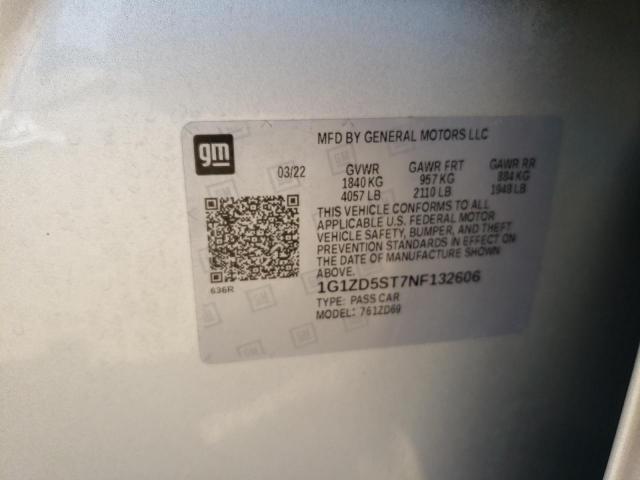 gm
MFD BY GENERAL MOTORS LLC
03/22 GVWR GAWR FRT GAWR RR
1840 KG 957 KG 884 KG
4057 LB 2110 LB 1948 LB
THIS VEHICLE CONFORMS TO ALL
APPLICABLE U.S. FEDERAL MOTOR
VEHICLE SAFETY, BUMPER, AND THEFT
PREVENTION STANDARDS IN EFFECT ON
THE DATE OF MANUFACTURE SHOWN
ABOVE.
636R
1G1ZD5ST7NF132606
TYPE: PASS CAR
MODEL: 761ZD69